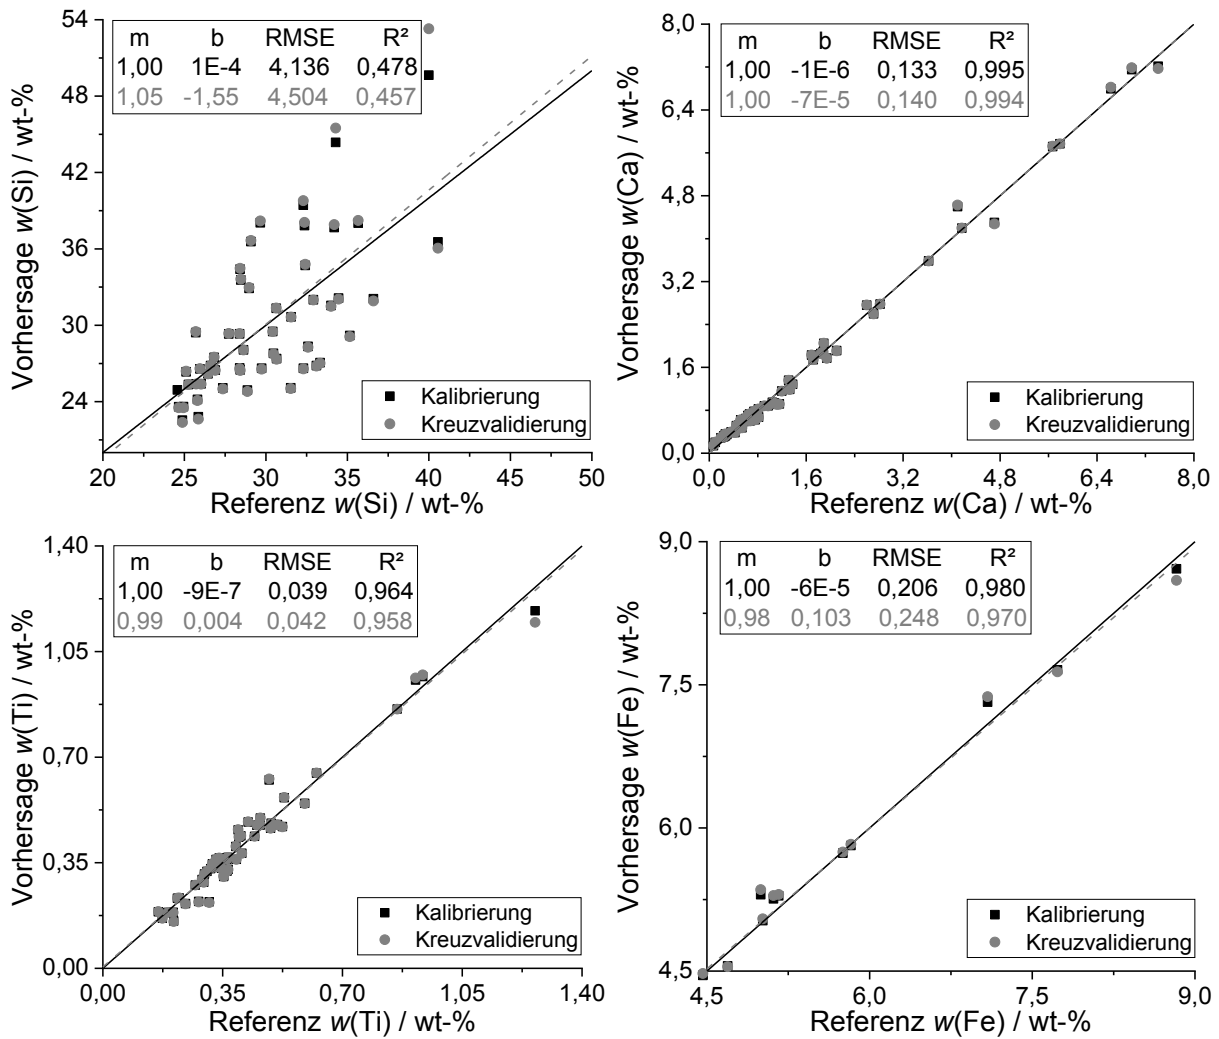 54
48
42
36
30
24
Vorhersage w(Si) / wt-%
m b RMSE R²
1,00 1E-4 4,136 0,478
1,05 -1,55 4,504 0,457
Kalibrierung
Kreuzvalidierung
20 25 30 35 40 45 50
Referenz w(Si) / wt-%
8,0
6,4
4,8
3,2
1,6
0,0
Vorhersage w(Ca) / wt-%
m b RMSE R²
1,00 -1E-6 0,133 0,995
1,00 -7E-5 0,140 0,994
Kalibrierung
Kreuzvalidierung
0,0 1,6 3,2 4,8 6,4 8,0
Referenz w(Ca) / wt-%
1,40
1,05
0,70
0,35
0,00
Vorhersage w(Ti) / wt-%
m b RMSE R²
1,00 -9E-7 0,039 0,964
0,99 0,004 0,042 0,958
Kalibrierung
Kreuzvalidierung
0,00 0,35 0,70 1,05 1,40
Referenz w(Ti) / wt-%
9,0
7,5
6,0
4,5
Vorhersage w(Fe) / wt-%
m b RMSE R²
1,00 -6E-5 0,206 0,980
0,98 0,103 0,248 0,970
Kalibrierung
Kreuzvalidierung
4,5 6,0 7,5 9,0
Referenz w(Fe) / wt-%